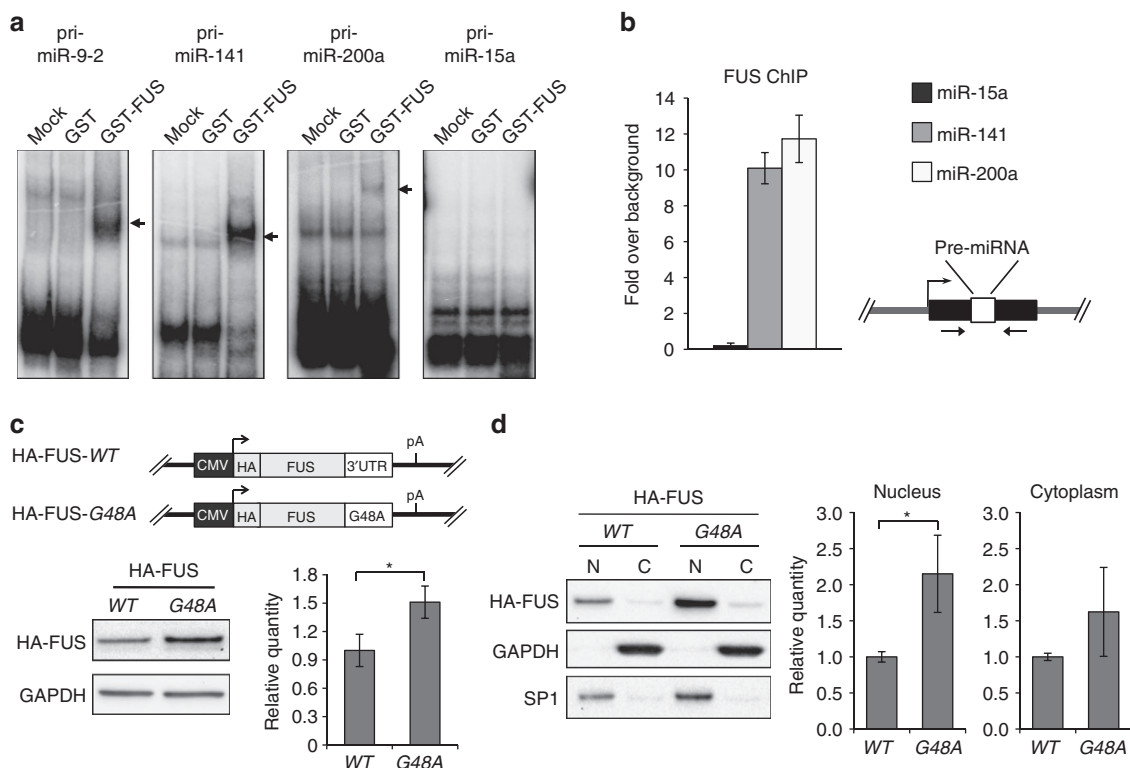 a
pri-
miR-9-2
pri-
miR-141
pri-
miR-200a
pri-
miR-15a
Mock
GST
GST-FUS
Mock
GST
GST-FUS
Mock
GST
GST-FUS
Mock
GST
GST-FUS
b
FUS ChIP
Fold over background
14
12
10
8
6
4
2
0
miR-15a
miR-141
miR-200a
Pre-miRNA
c
HA-FUS-WT
CMV HA FUS 3′UTR
pA
HA-FUS-G48A
CMV HA FUS G48A
pA
HA-FUS
WT G48A
HA-FUS
GAPDH
Relative quantity
1.8
1.5
1.2
0.9
0.6
0.3
0
*
WT G48A
d
HA-FUS
WT G48A
N C N C
HA-FUS
GAPDH
SP1
Nucleus
Relative quantity
3.0
2.5
2.0
1.5
1.0
0.5
0.0
*
WT G48A
Cytoplasm
3.0
2.5
2.0
1.5
1.0
0.5
0.0
WT G48A